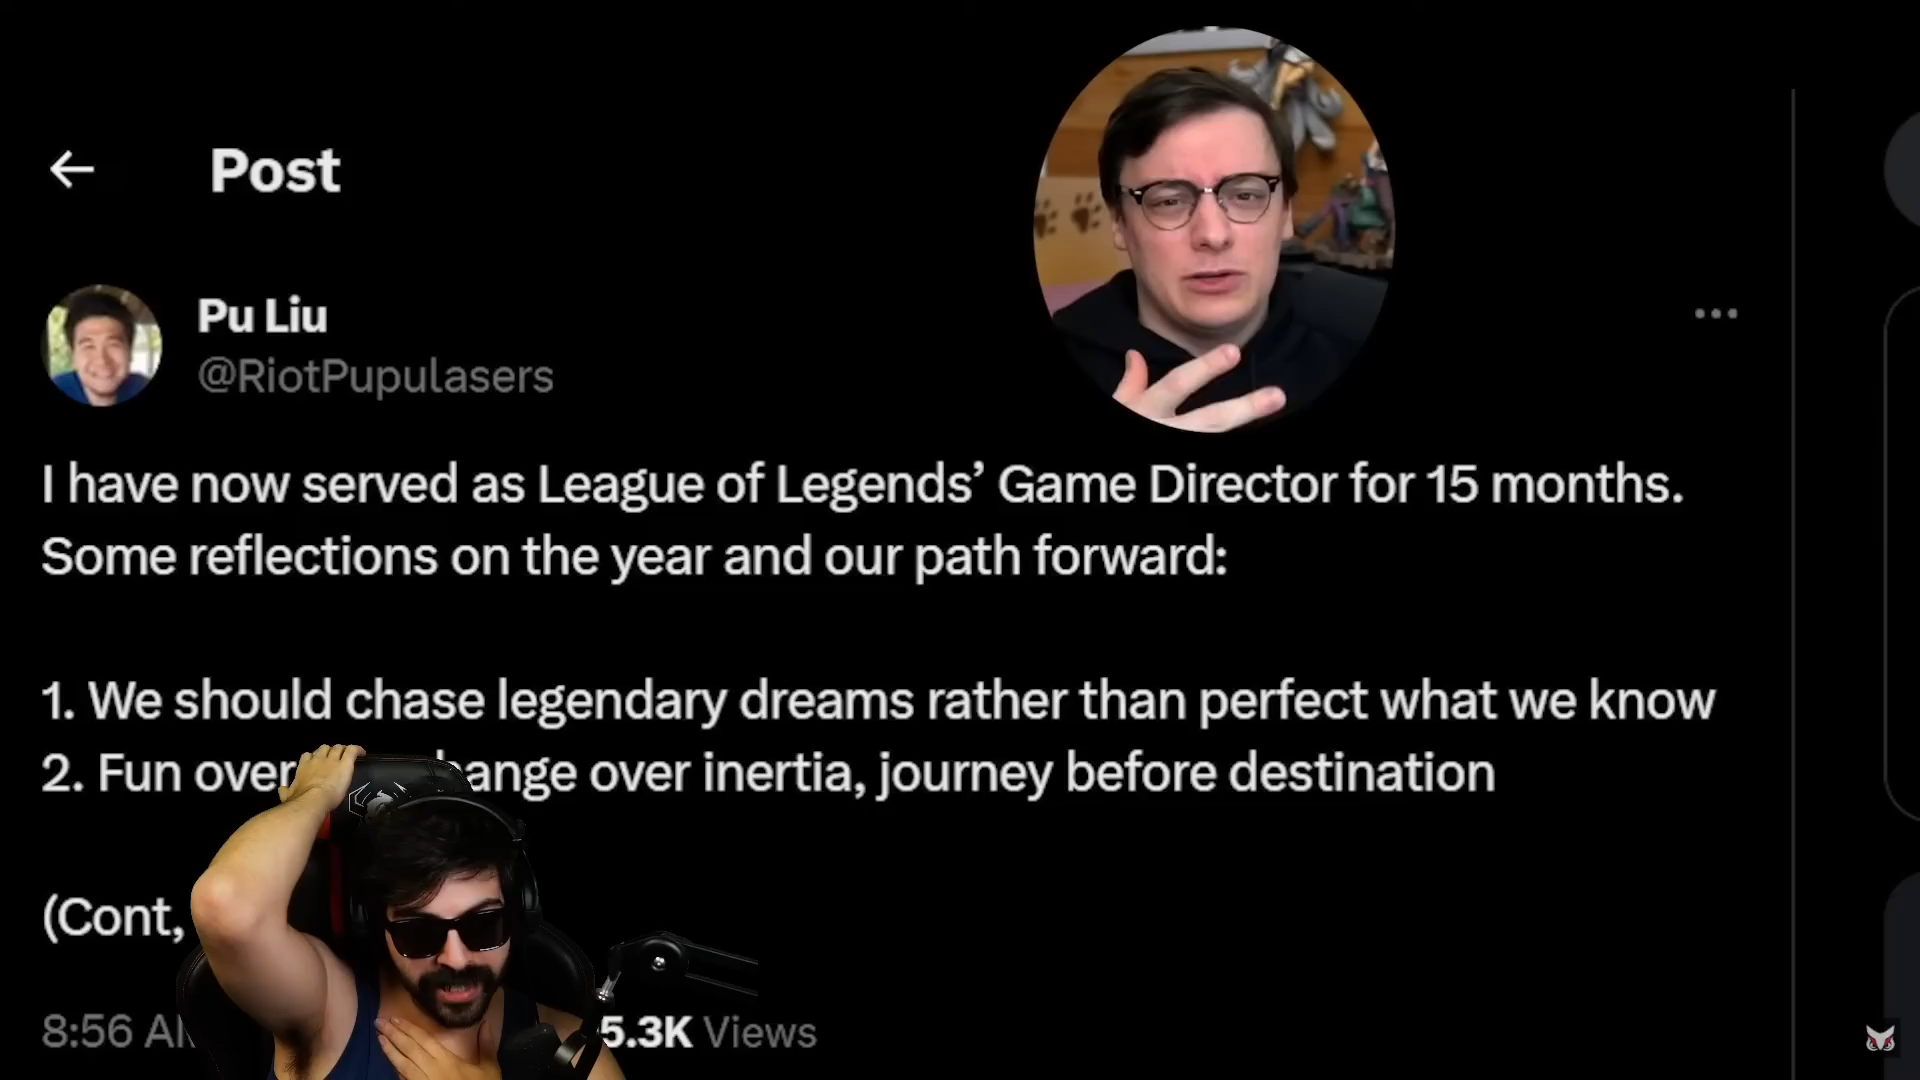 Post
Pu Liu
@RiotPupulasers
I have now served as League of Legends’ Game Director for 15 months.
Some reflections on the year and our path forward:
1. We should chase legendary dreams rather than perfect what we know
2. Fun over over inertia, journey before destination
(Cont,
8:56 5.3K Views